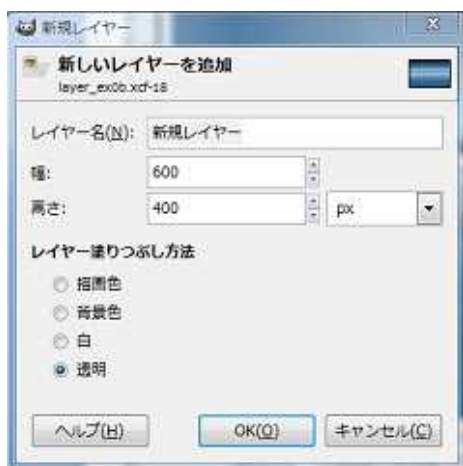 新規レイヤー
新しいレイヤーを追加
layer_ex0b.xcf-18
レイヤー名(N): 新規レイヤー
幅: 600
高さ: 400 px
レイヤー塗りつぶし方法
描画色
背景色
白
透明
ヘルプ(H) OK(O) キャンセル(C)